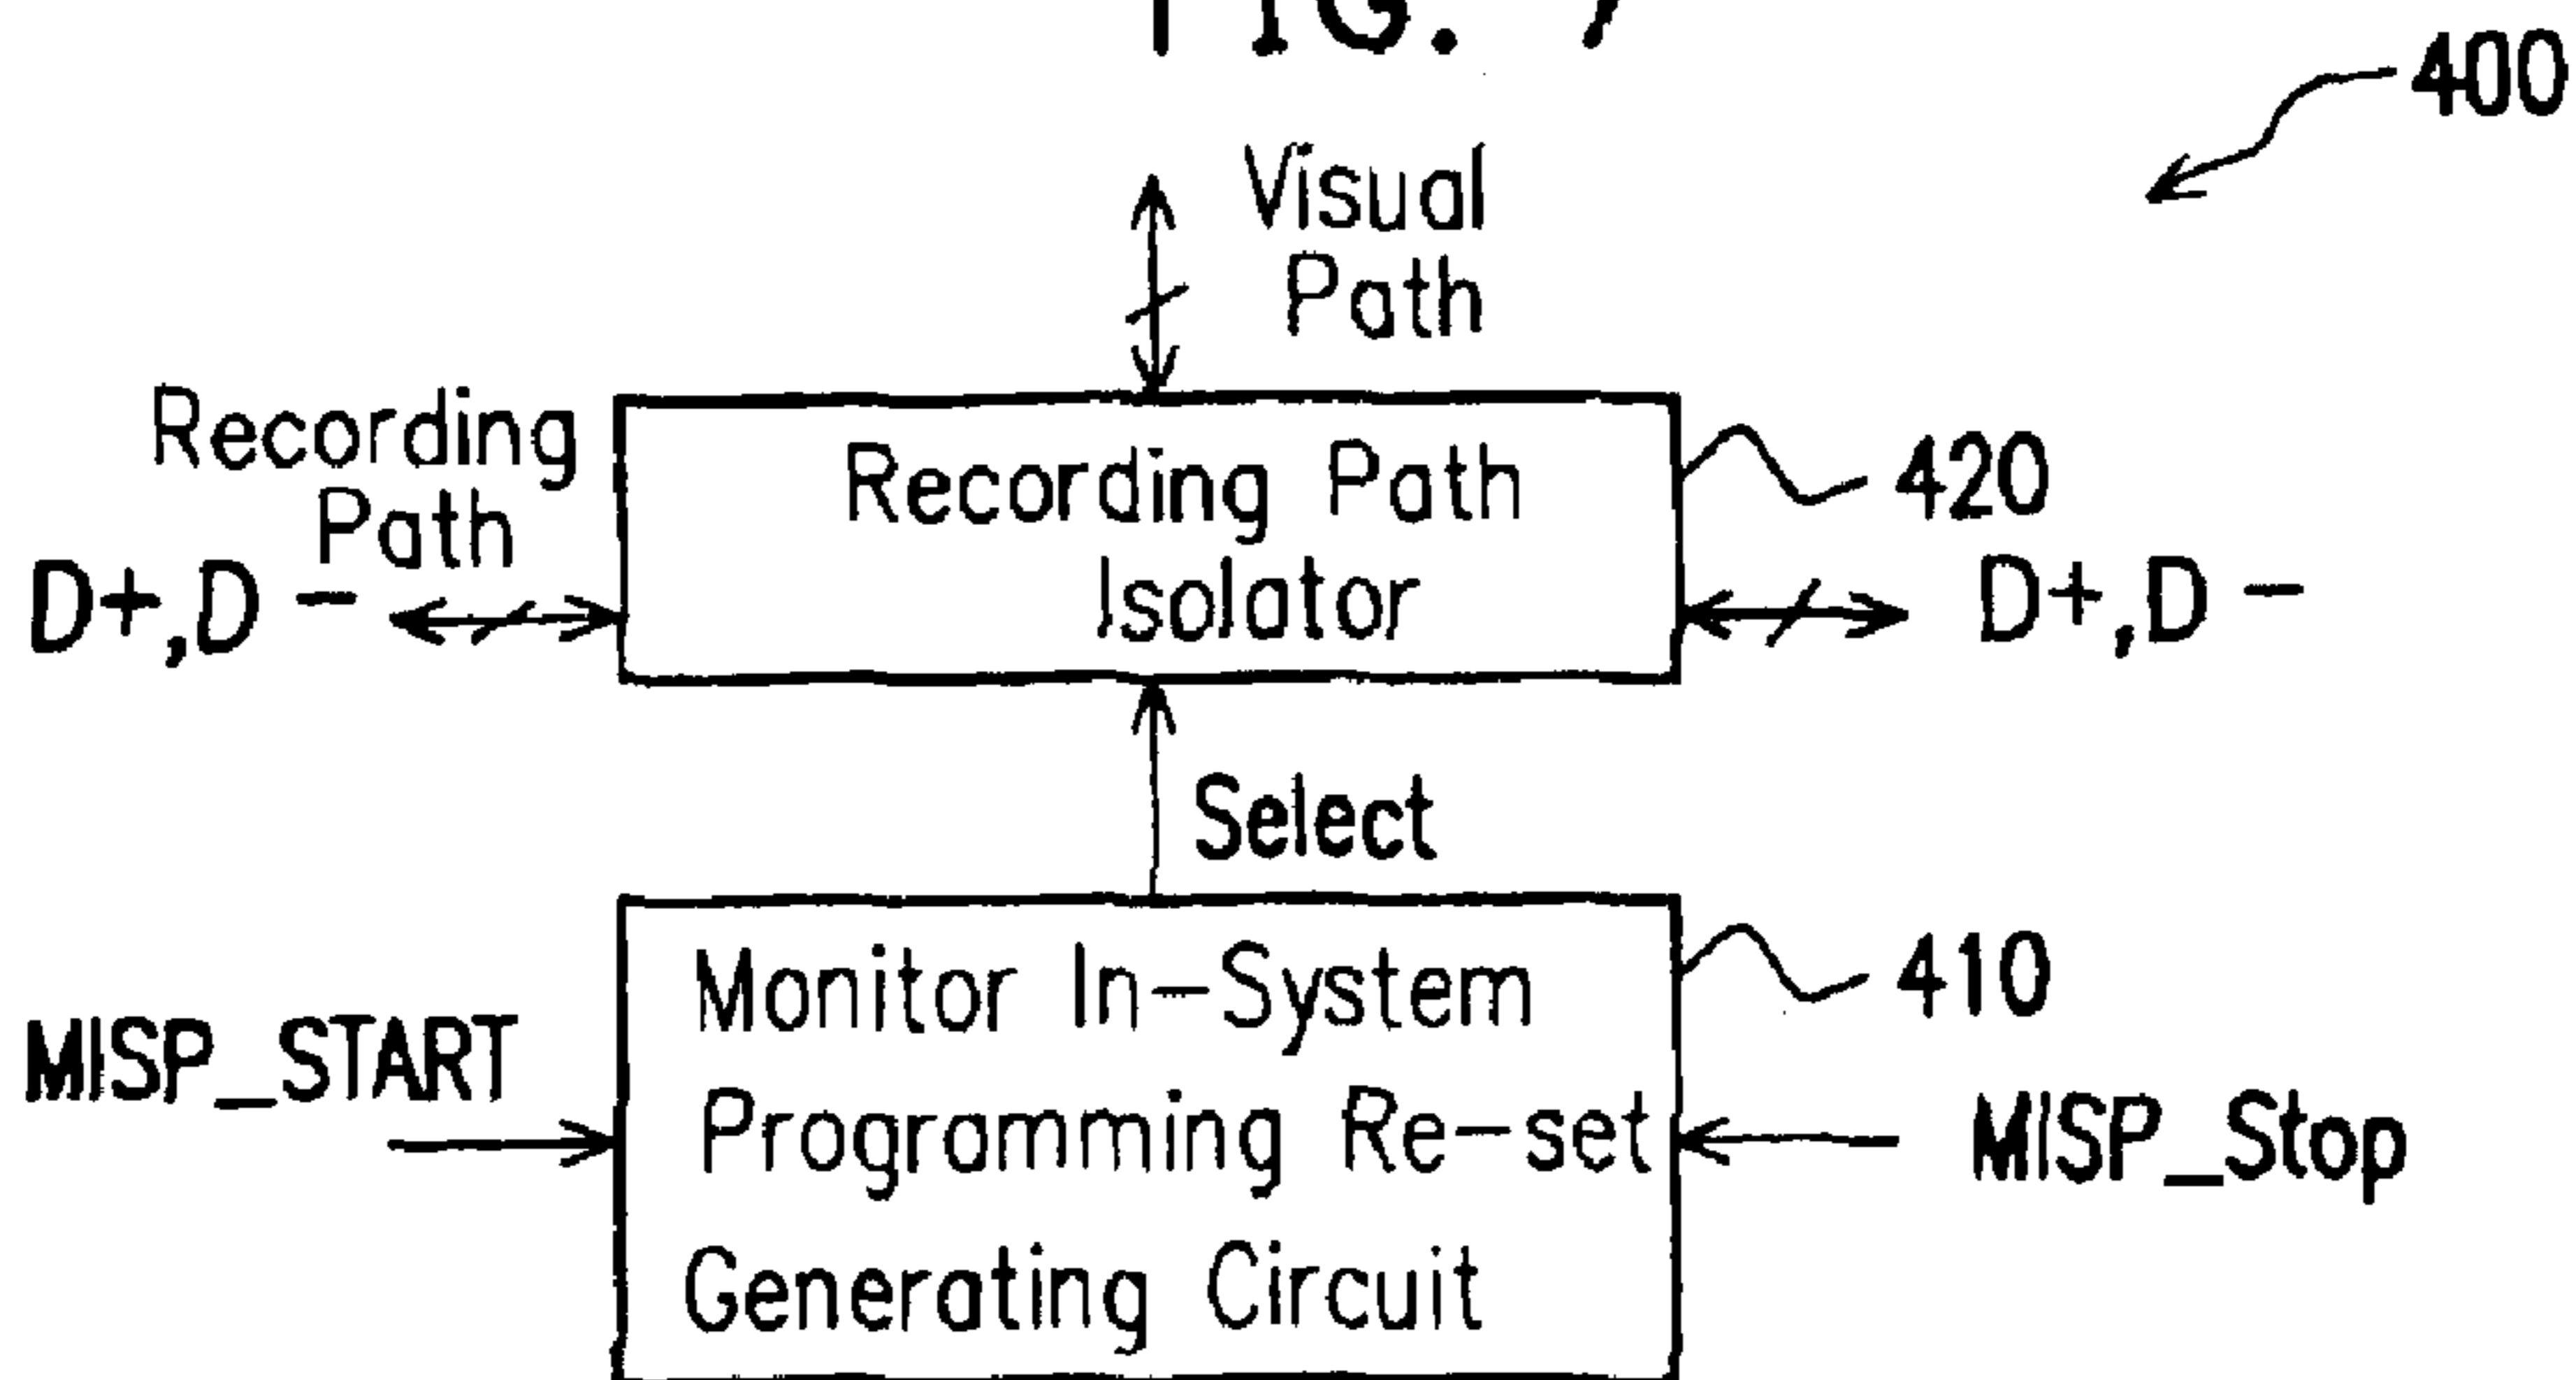 FIG. 7
400
Visual
Path
Recording
Path
D+,D -
Recording Path
Isolator
420
D+,D -
Select
Monitor In-System
Programming Re-set
Generating Circuit
410
MISP_START
MISP_Stop